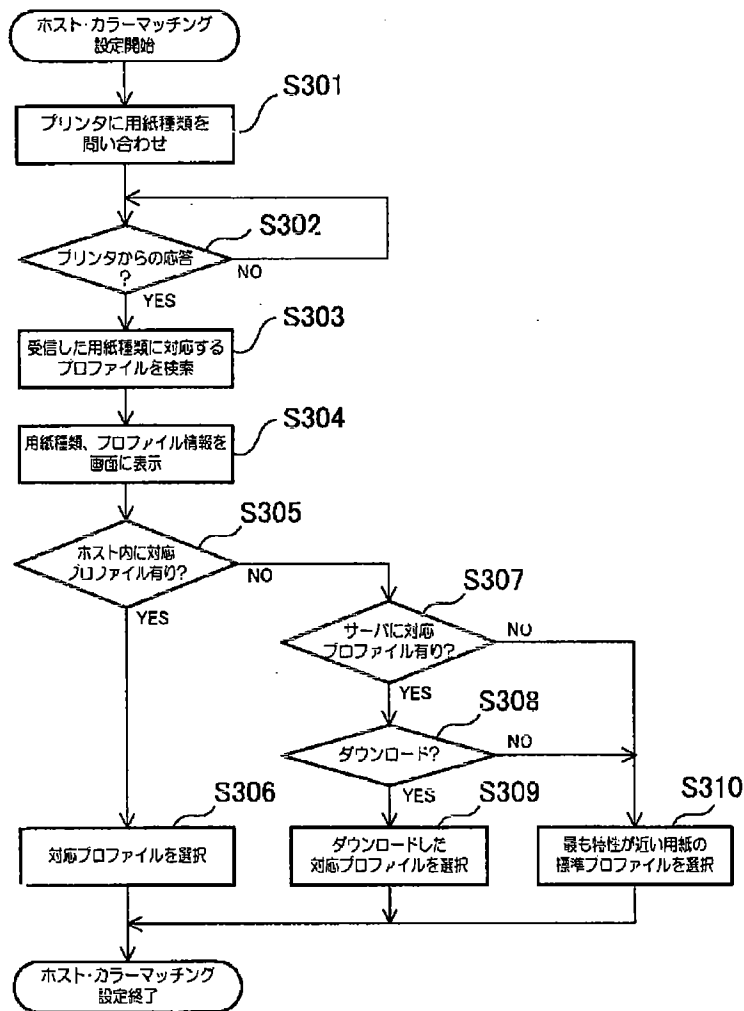 ホスト・カラーマッチング
設定開始
S301
プリンタに用紙種類を
問い合わせ
S302
プリンタからの応答
?
NO
YES
S303
受信した用紙種類に対応する
プロファイルを検索
S304
用紙種類、プロファイル情報を
画面に表示
S305
ホスト内に対応
プロファイル有り?
NO
YES
S307
サーバに対応
プロファイル有り?
NO
YES
S308
ダウンロード?
NO
YES
S306
対応プロファイルを選択
S309
ダウンロードした
対応プロファイルを選択
S310
最も特性が近い用紙の
標準プロファイルを選択
ホスト・カラーマッチング
設定終了